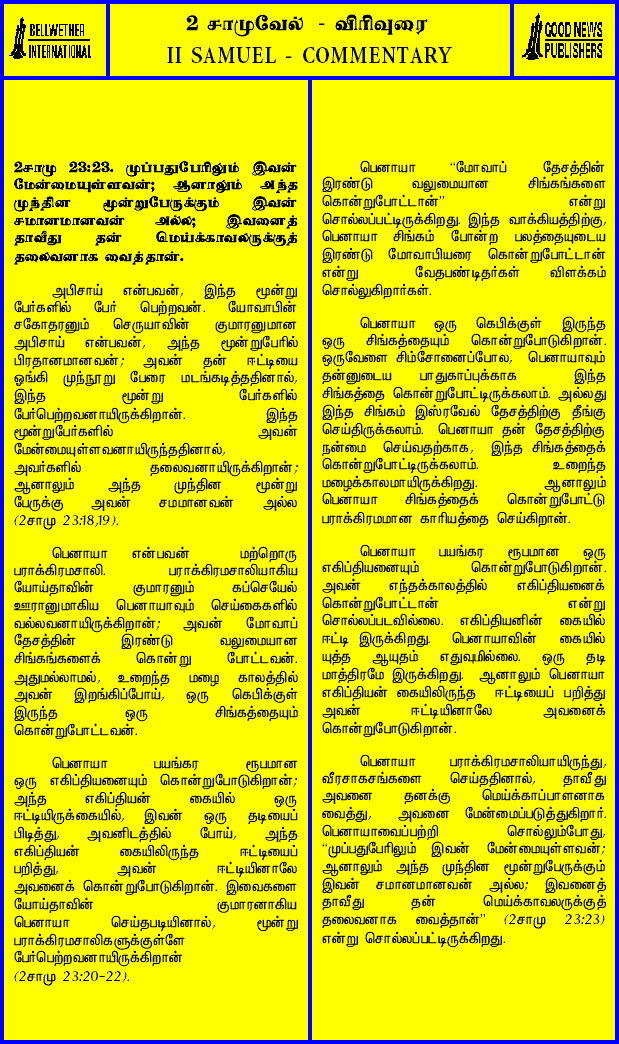 BELLWETHER
INTERNATIONAL
2 சாமுவேல் - விரிவுரை
II SAMUEL - COMMENTARY
GOOD NEWS
PUBLISHERS
2சாமு 23:23. முப்பதுபேரிலும் இவன்
மேன்மையுள்ளவன்; ஆனாலும் அந்த
முந்தின மூன்றுபேருக்கும் இவன்
சமானமானவன் அல்ல; இவனைத்
தாவீது தன் மெய்க்காவலருக்குத்
தலைவனாக வைத்தான்.
அபிசாய் என்பவன், இந்த மூன்று
பேர்களில் பேர் பெற்றவன். யோவாபின்
சகோதரனும் செருயாவின் குமாரனுமான
அபிசாய் என்பவன், அந்த மூன்றுபேரில்
பிரதானமானவன்; அவன் தன் ஈட்டியை
ஓங்கி முந்நூறு பேரை மடங்கடித்ததினால்,
இந்த மூன்று பேர்களில்
பேர்பெற்றவனாயிருக்கிறான். இந்த
மூன்றுபேர்களில் அவன்
மேன்மையுள்ளவனாயிருந்ததினால்,
அவர்களில் தலைவனாயிருக்கிறான்;
ஆனாலும் அந்த முந்தின மூன்று
பேருக்கு அவன் சமமானவன் அல்ல
(2சாமு 23:18,19).
பெனாயா என்பவன் மற்றொரு
பராக்கிரமசாலி. பராக்கிரமசாலியாகிய
யோய்தாவின் குமாரனும் கப்செயேல்
ஊரானுமாகிய பெனாயாவும் செய்கைகளில்
வல்லவனாயிருக்கிறான்; அவன் மோவாப்
தேசத்தின் இரண்டு வலுமையான
சிங்கங்களைக் கொன்று போட்டவன்.
அதுமல்லாமல், உறைந்த மழை காலத்தில்
அவன் இறங்கிப்போய், ஒரு கெபிக்குள்
இருந்த ஒரு சிங்கத்தையும்
கொன்றுபோட்டவன்.
பெனாயா பயங்கர ரூபமான
ஒரு எகிப்தியனையும் கொன்றுபோடுகிறான்;
அந்த எகிப்தியன் கையில் ஒரு
ஈட்டியிருக்கையில், இவன் ஒரு தடியைப்
பிடித்து, அவனிடத்தில் போய், அந்த
எகிப்தியன் கையிலிருந்த ஈட்டியைப்
பறித்து, அவன் ஈட்டியினாலே
அவனைக் கொன்றுபோடுகிறான். இவைகளை
யோய்தாவின் குமாரனாகிய
பெனாயா செய்தபடியினால், மூன்று
பராக்கிரமசாலிகளுக்குள்ளே
பேர்பெற்றவனாயிருக்கிறான்
(2சாமு 23:20-22).
பெனாயா “மோவாப் தேசத்தின்
இரண்டு வலுமையான சிங்கங்களை
கொன்றுபோட்டான்” என்று
சொல்லப்பட்டிருக்கிறது. இந்த வாக்கியத்திற்கு,
பெனாயா சிங்கம் போன்ற பலத்தையுடைய
இரண்டு மோவாபியரை கொன்றுபோட்டான்
என்று வேதபண்டிதர்கள் விளக்கம்
சொல்லுகிறார்கள்.
பெனாயா ஒரு கெபிக்குள் இருந்த
ஒரு சிங்கத்தையும் கொன்றுபோடுகிறான்.
ஒருவேளை சிம்சோனைப்போல, பெனாயாவும்
தன்னுடைய பாதுகாப்புக்காக இந்த
சிங்கத்தை கொன்றுபோட்டிருக்கலாம். அல்லது
இந்த சிங்கம் இஸ்ரவேல் தேசத்திற்கு தீங்கு
செய்திருக்கலாம். பெனாயா தன் தேசத்திற்கு
நன்மை செய்வதற்காக, இந்த சிங்கத்தைக்
கொன்றுபோட்டிருக்கலாம். உறைந்த
மழைக்காலமாயிருக்கிறது. ஆனாலும்
பெனாயா சிங்கத்தைக் கொன்றுபோட்டு
பராக்கிரமமான காரியத்தை செய்கிறான்.
பெனாயா பயங்கர ரூபமான ஒரு
எகிப்தியனையும் கொன்றுபோடுகிறான்.
அவன் எந்தக்காலத்தில் எகிப்தியனைக்
கொன்றுபோட்டான் என்று
சொல்லப்படவில்லை. எகிப்தியனின் கையில்
ஈட்டி இருக்கிறது. பெனாயாவின் கையில்
யுத்த ஆயுதம் எதுவுமில்லை. ஒரு தடி
மாத்திரமே இருக்கிறது. ஆனாலும் பெனாயா
எகிப்தியன் கையிலிருந்த ஈட்டியைப் பறித்து
அவன் ஈட்டியினாலே அவனைக்
கொன்றுபோடுகிறான்.
பெனாயா பராக்கிரமசாலியாயிருந்து,
வீரசாகசங்களை செய்ததினால், தாவீது
அவனை தனக்கு மெய்க்காப்பாளனாக
வைத்து, அவனை மேன்மைப்படுத்துகிறார்.
பெனாயாவைப்பற்றி சொல்லும்போது,
“முப்பதுபேரிலும் இவன் மேன்மையுள்ளவன்;
ஆனாலும் அந்த முந்தின மூன்றுபேருக்கும்
இவன் சமானமானவன் அல்ல; இவனைத்
தாவீது தன் மெய்க்காவலருக்குத்
தலைவனாக வைத்தான்” (2சாமு 23:23)
என்று சொல்லப்பட்டிருக்கிறது.